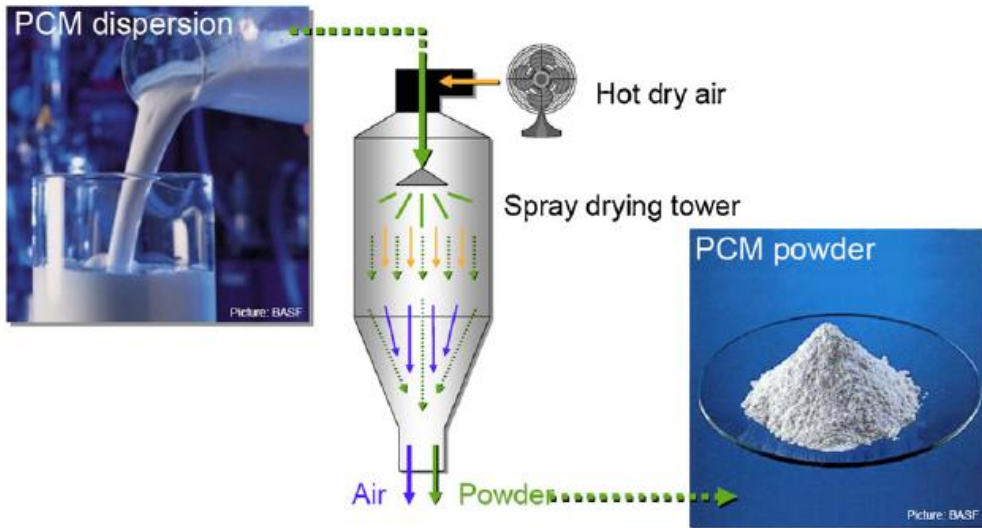 PCM dispersion
Hot dry air
Spray drying tower
PCM powder
Picture: BASF
Air
Powder
Picture: BASF